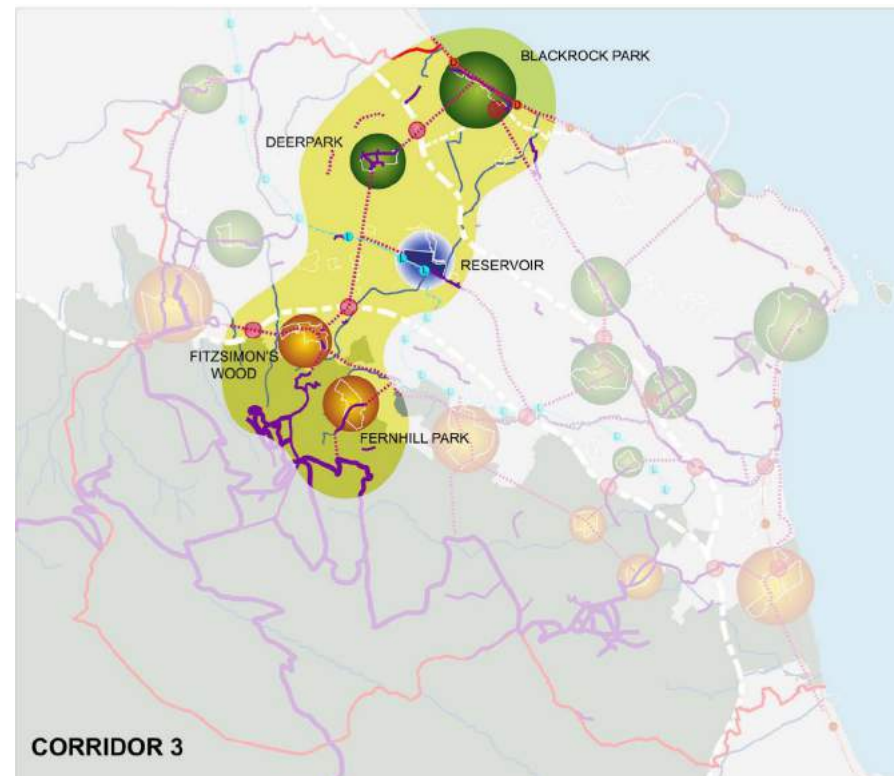 BLACKROCK PARK
DEERPARK
RESERVOIR
FITZSIMON'S
WOOD
FERNHILL PARK
CORRIDOR 3